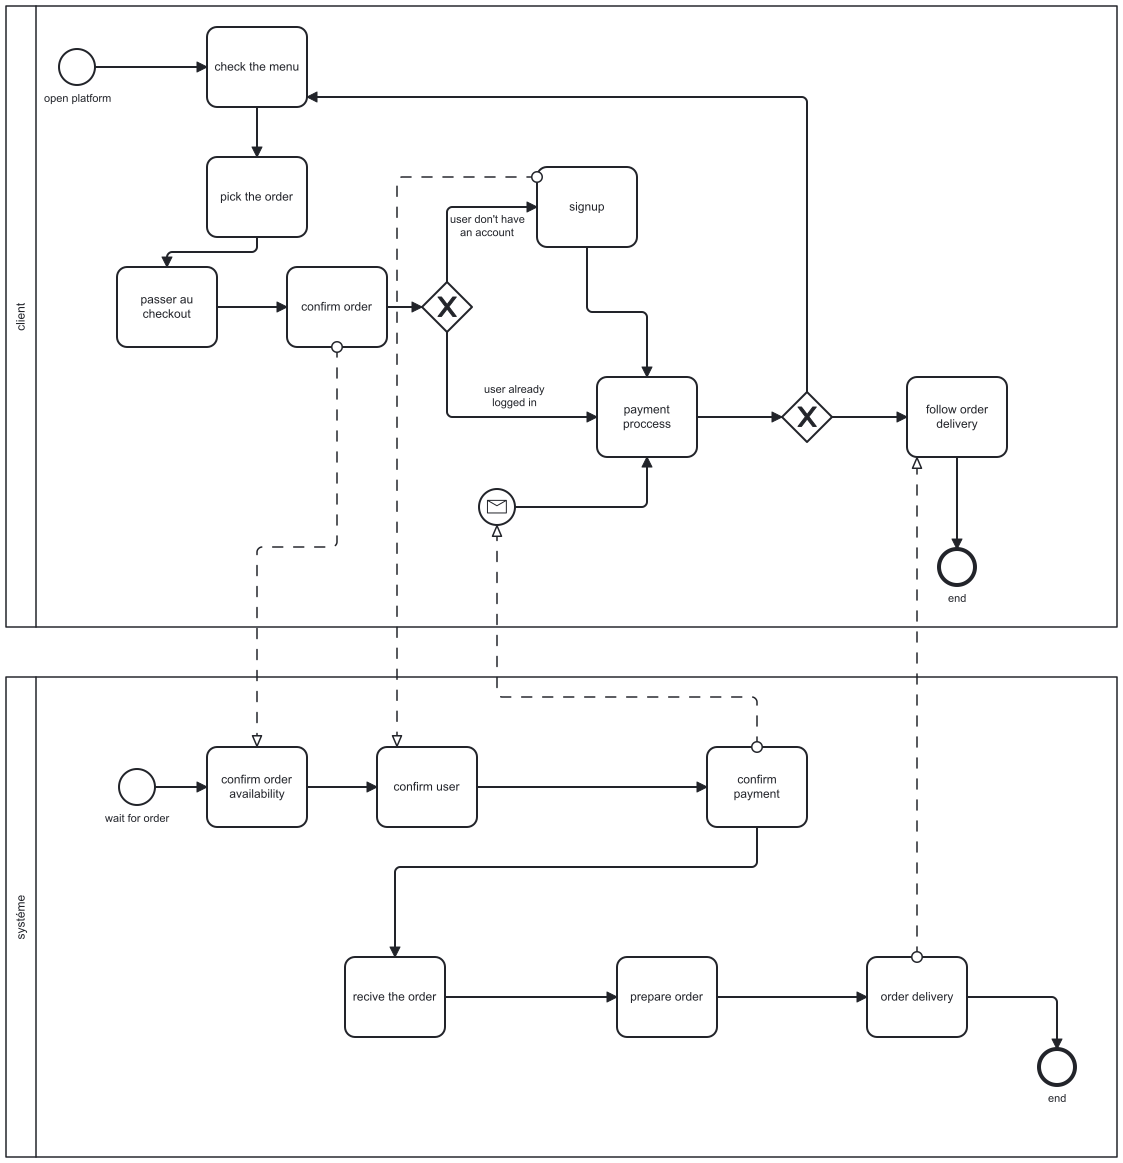 client
open platform
check the menu
pick the order
passer au
checkout
confirm order
X
user don't have
an account
signup
user already
logged in
payment
proccess
X
follow order
delivery
end
systéme
wait for order
confirm order
availability
confirm user
confirm
payment
recive the order
prepare order
order delivery
end